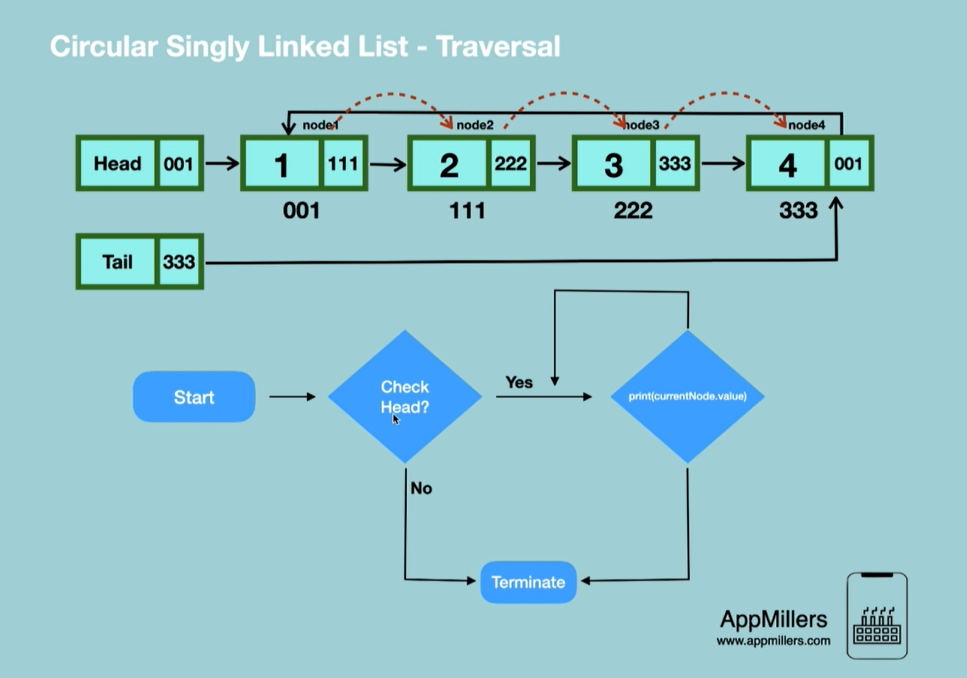 Circular Singly Linked List - Traversal
node1
node2
node3
node4
Head 001
1 111
2 222
3 333
4 001
001
111
222
333
Tail 333
Start
Check
Head?
Yes
print(currentNode.value)
No
Terminate
AppMillers
www.appmillers.com